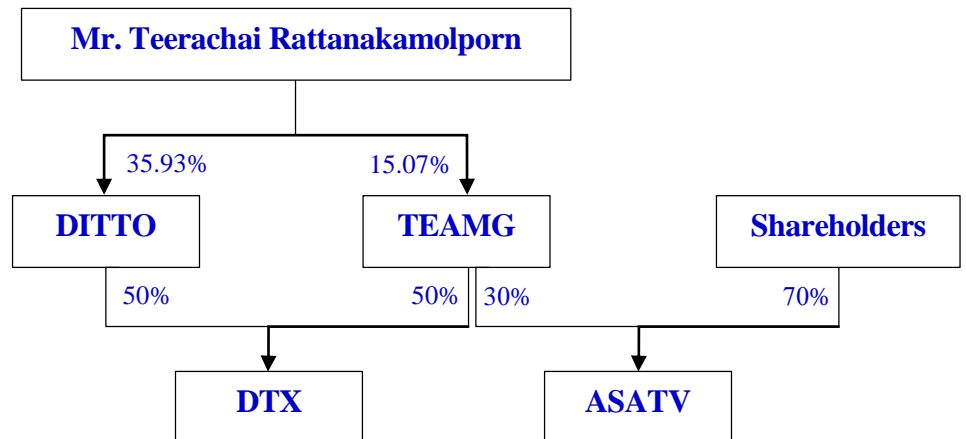 Mr. Teerachai Rattanakamolporn
35.93% 15.07%
DITTO TEAMG Shareholders
50% 50% 30% 70%
DTX ASATV